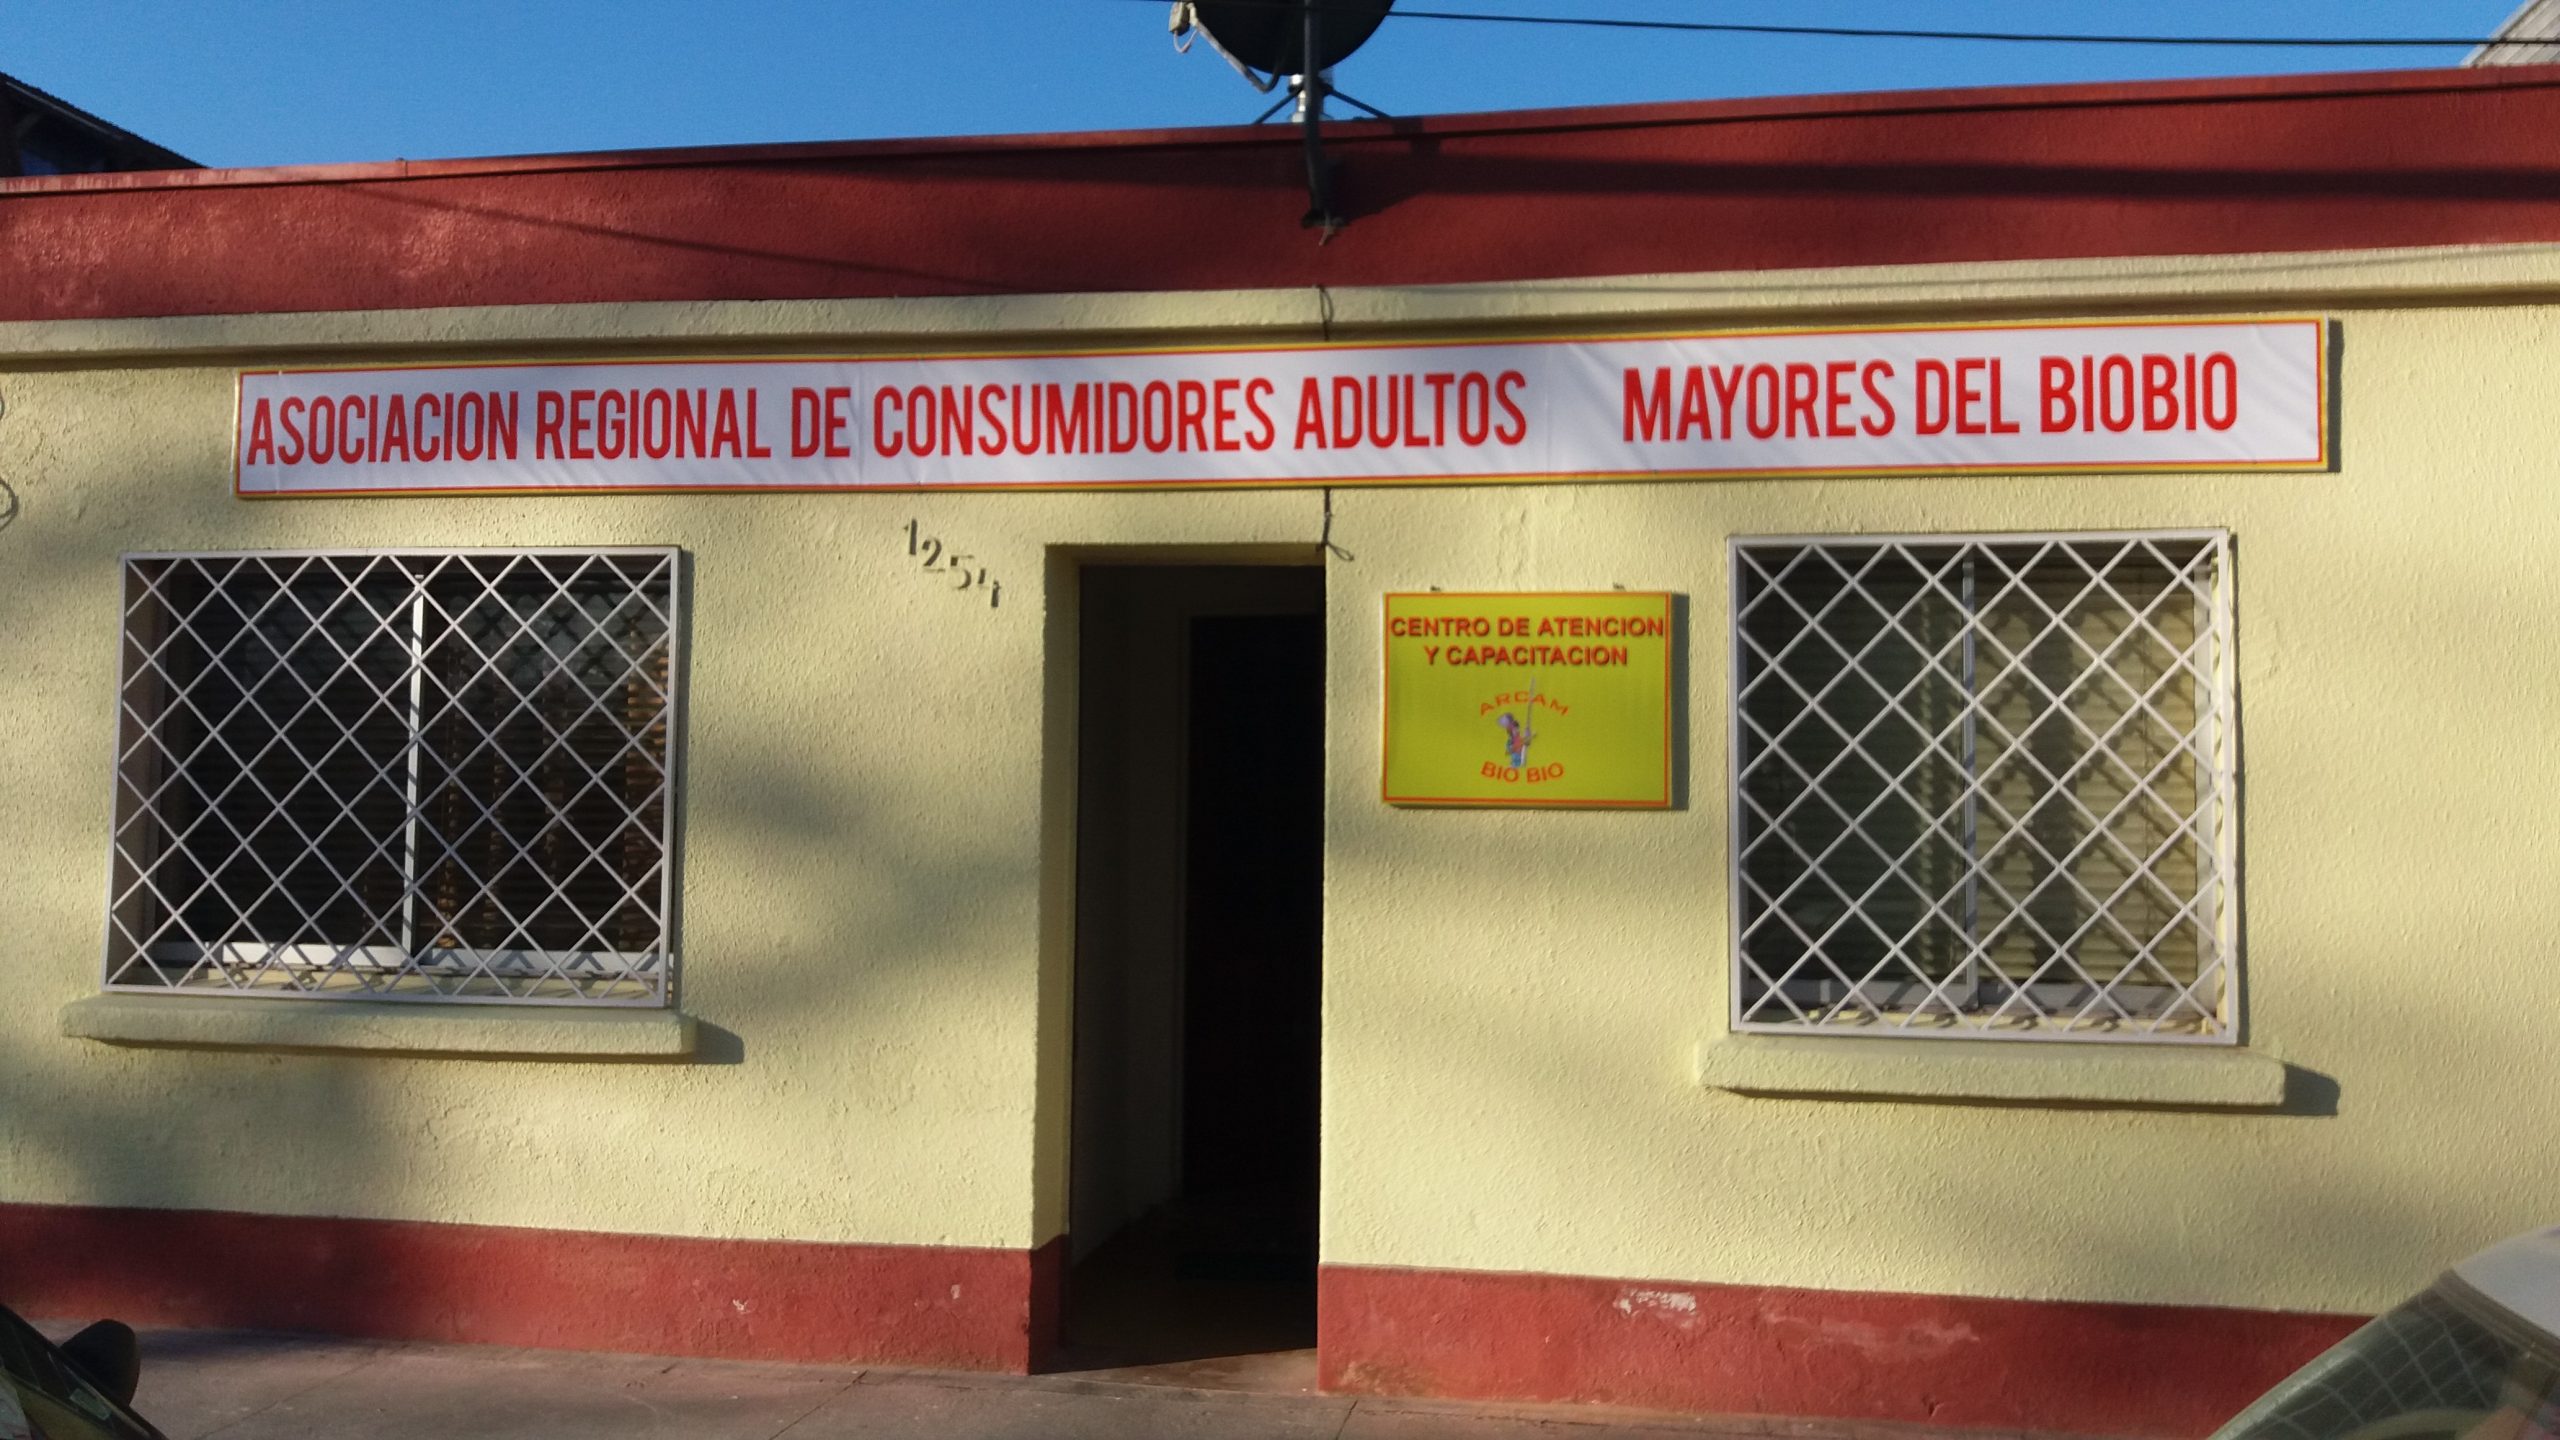 ASOCIACION REGIONAL DE CONSUMIDORES ADULTOS MAYORES DEL BIOBIO
1254
CENTRO DE ATENCION
Y CAPACITACION
ARCAM
BIO BIO